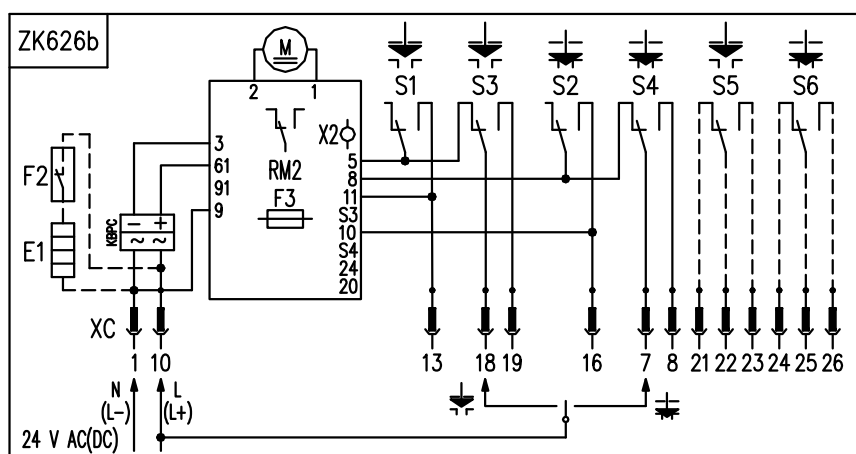 ZK626b
M
2 1
S1 S3 S2 S4 S5 S6
X2
3
61
91
9
RM2
F3
5
8
11
S3
10
S4
24
20
F2
E1
KBPC
− +
~ ~
XC
1 10 13 18 19 16 7 8 21 22 23 24 25 26
N L
(L-) (L+)
24 V AC(DC)